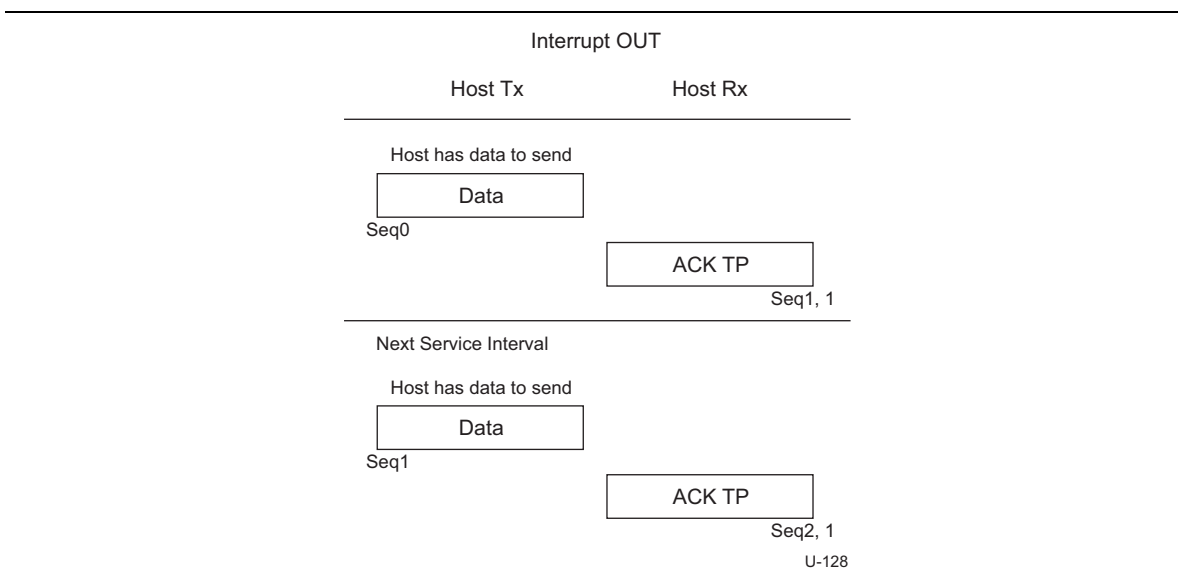 Interrupt OUT
Host Tx Host Rx
Host has data to send
Data
Seq0
ACK TP
Seq1, 1
Next Service Interval
Host has data to send
Data
Seq1
ACK TP
Seq2, 1
U-128